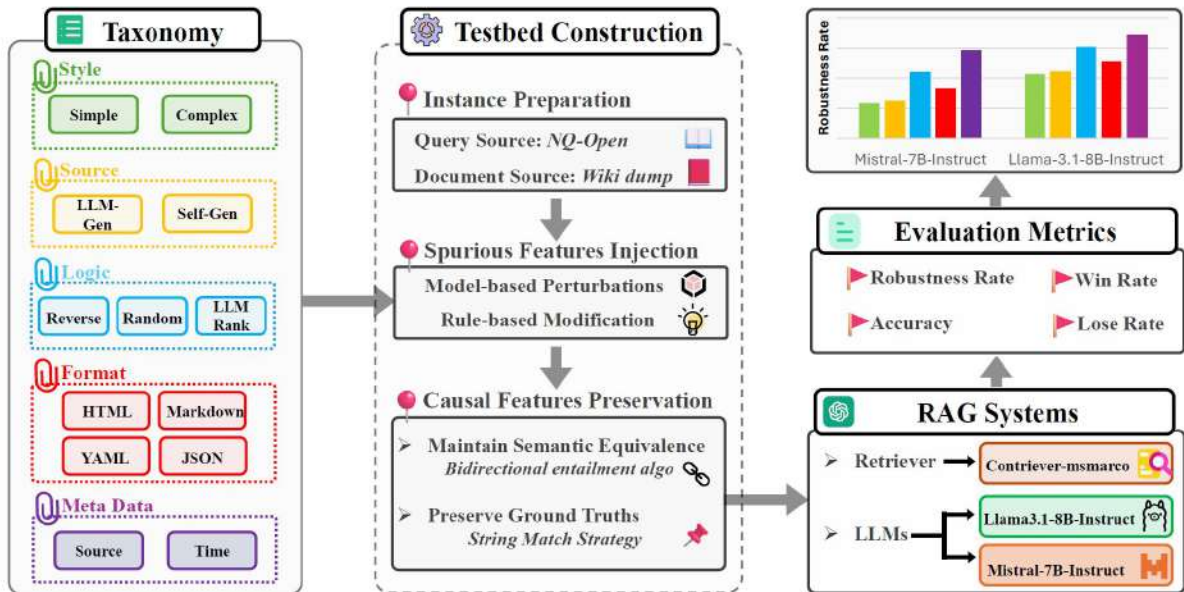 Taxonomy
Style
Simple
Complex
Source
LLM-
Gen
Self-Gen
Logic
Reverse
Random
LLM
Rank
Format
HTML
Markdown
YAML
JSON
Meta Data
Source
Time
Testbed Construction
Instance Preparation
Query Source: NQ-Open
Document Source: Wiki dump
Spurious Features Injection
Model-based Perturbations
Rule-based Modification
Causal Features Preservation
Maintain Semantic Equivalence
Bidirectional entailment algo
Preserve Ground Truths
String Match Strategy
Robustness Rate
Mistral-7B-Instruct
Llama-3.1-8B-Instruct
Evaluation Metrics
Robustness Rate
Win Rate
Accuracy
Lose Rate
RAG Systems
Retriever
Contriever-msmarco
LLMs
Llama3.1-8B-Instruct
Mistral-7B-Instruct